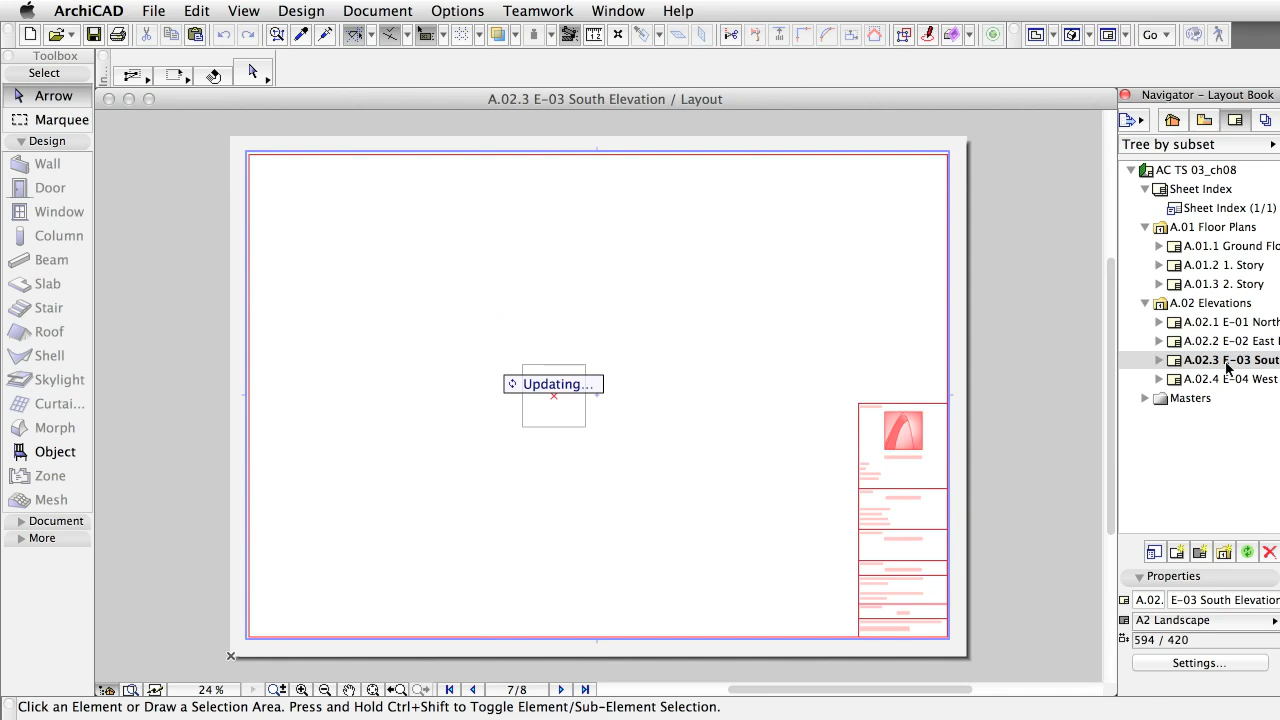 ArchiCAD File Edit View Design Document Options Teamwork Window Help
Go
Toolbox
Select
Arrow
Marquee
Design
Wall
Door
Window
Column
Beam
Slab
Stair
Roof
Shell
Skylight
Curtai...
Morph
Object
Zone
Mesh
Document
More
A.02.3 E-03 South Elevation / Layout
Updating...
24 %
7/8
Navigator - Layout Book
Tree by subset
AC TS 03_ch08
Sheet Index
Sheet Index (1/1)
A.01 Floor Plans
A.01.1 Ground Flo
A.01.2 1. Story
A.01.3 2. Story
A.02 Elevations
A.02.1 E-01 North
A.02.2 E-02 East
A.02.3 E-03 Sout
A.02.4 E-04 West
Masters
Properties
A.02. E-03 South Elevation
A2 Landscape
594 / 420
Settings...
Click an Element or Draw a Selection Area. Press and Hold Ctrl+Shift to Toggle Element/Sub-Element Selection.